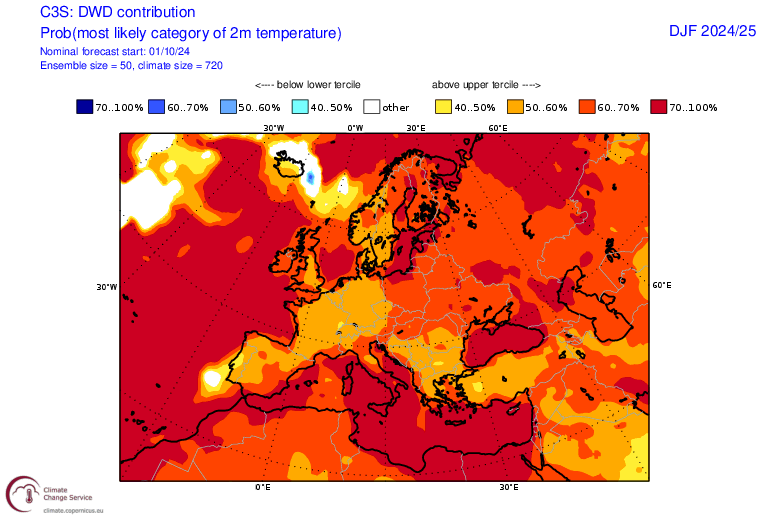 C3S: DWD contribution
Prob(most likely category of 2m temperature)
DJF 2024/25
Nominal forecast start: 01/10/24
Ensemble size = 50, climate size = 720
<---- below lower tercile above upper tercile ---->
70..100% 60..70% 50..60% 40..50% other 40..50% 50..60% 60..70% 70..100%
30°W 0°W 30°E 60°E
30°W 60°E
0°E 30°E
Climate
Change Service
climate.copernicus.eu